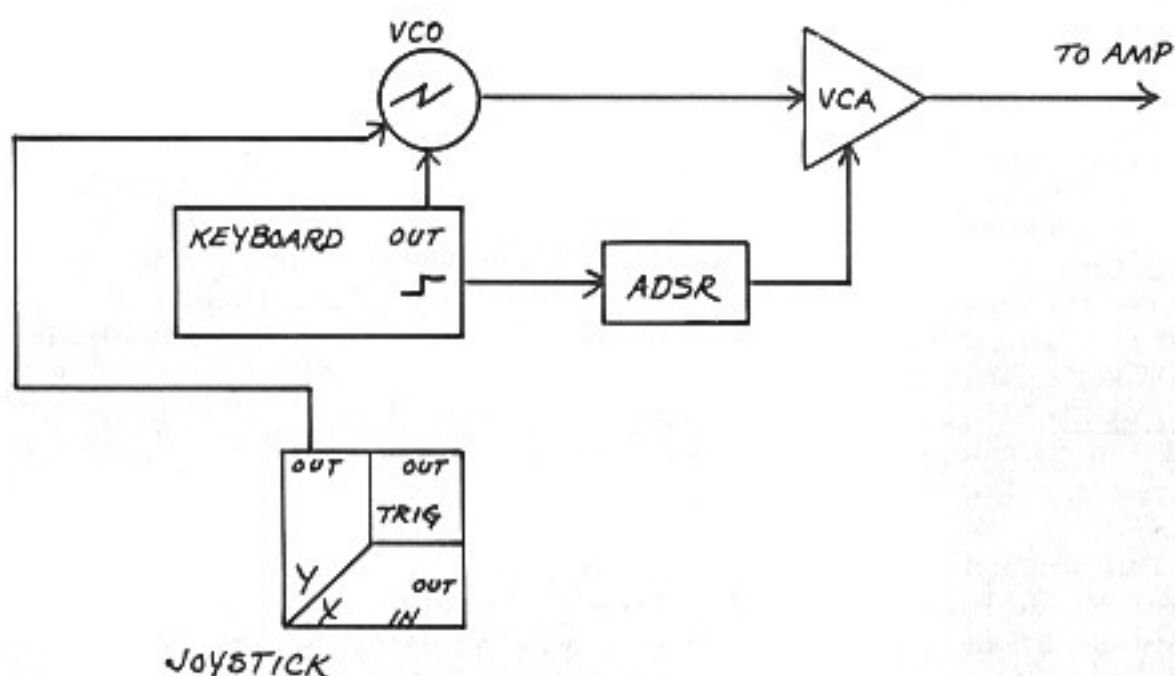 VCO
TO AMP
VCA
KEYBOARD OUT
ADSR
OUT OUT
TRIG
Y OUT
X IN
JOYSTICK